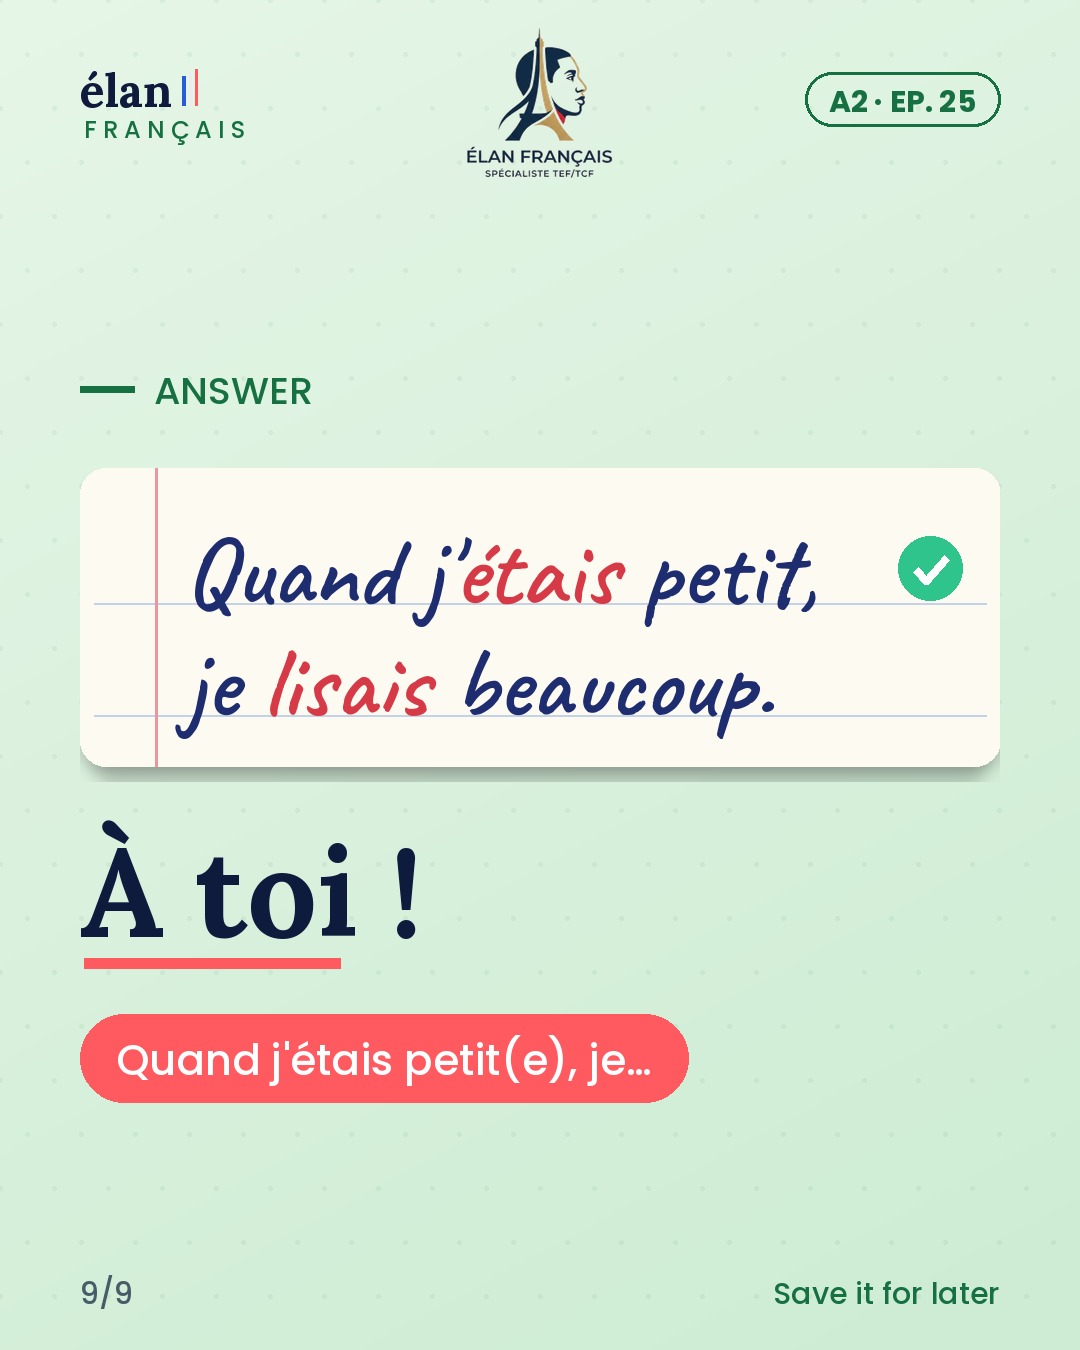 élan
FRANÇAIS
ÉLAN FRANÇAIS
SPÉCIALISTE TEF/TCF
A2 · EP. 25
ANSWER
Quand j'étais petit,
je lisais beaucoup.
À toi !
Quand j'étais petit(e), je...
9/9
Save it for later